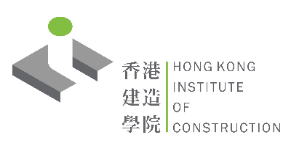 香港
建造
學院
HONG KONG
INSTITUTE
OF
CONSTRUCTION